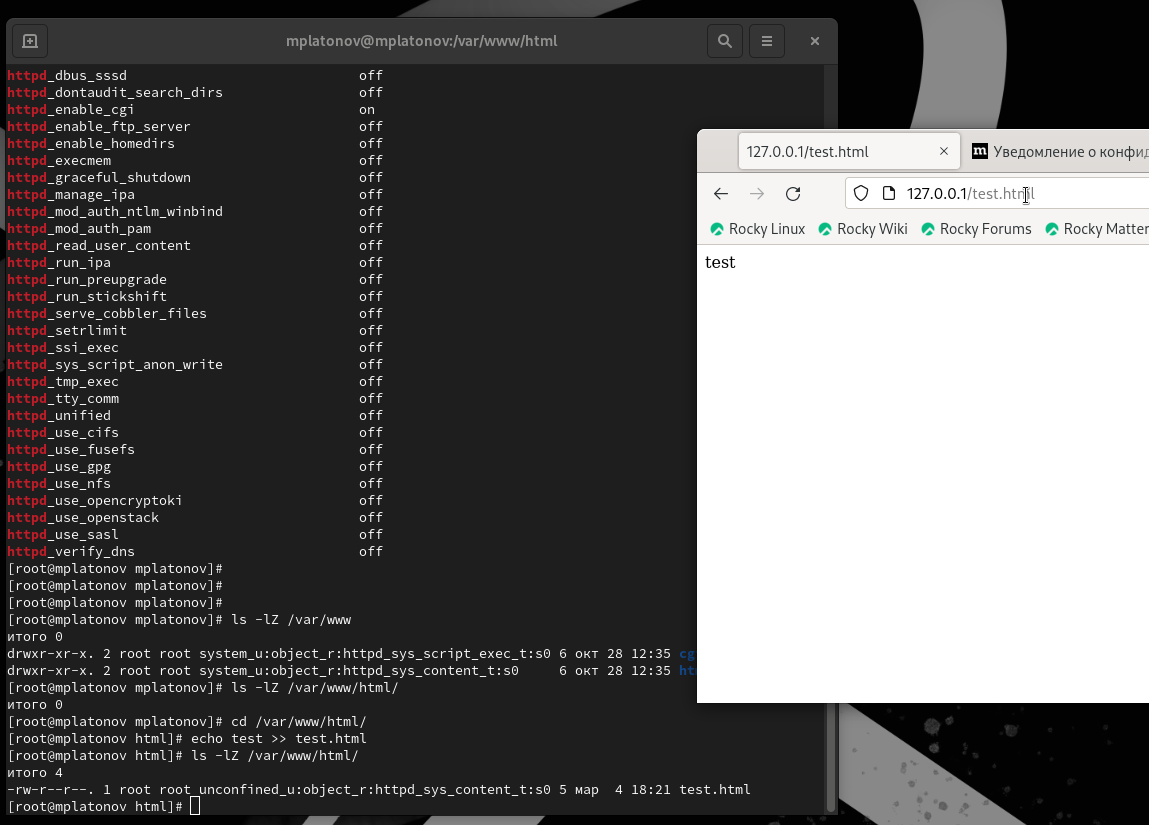 mplatonov@mplatonov:/var/www/html
httpd_dbus_sssd off
httpd_dontaudit_search_dirs off
httpd_enable_cgi on
httpd_enable_ftp_server off
httpd_enable_homedirs off
httpd_execmem off
httpd_graceful_shutdown off
httpd_manage_ipa off
httpd_mod_auth_ntlm_winbind off
httpd_mod_auth_pam off
httpd_read_user_content off
httpd_run_ipa off
httpd_run_preupgrade off
httpd_run_stickshift off
httpd_serve_cobbler_files off
httpd_setrlimit off
httpd_ssi_exec off
httpd_sys_script_anon_write off
httpd_tmp_exec off
httpd_tty_comm off
httpd_unified off
httpd_use_cifs off
httpd_use_fusefs off
httpd_use_gpg off
httpd_use_nfs off
httpd_use_opencryptoki off
httpd_use_openstack off
httpd_use_sasl off
httpd_verify_dns off
[root@mplatonov mplatonov]#
[root@mplatonov mplatonov]#
[root@mplatonov mplatonov]#
[root@mplatonov mplatonov]# ls -lZ /var/www
итого 0
drwxr-xr-x. 2 root root system_u:object_r:httpd_sys_script_exec_t:s0 6 окт 28 12:35 cg
drwxr-xr-x. 2 root root system_u:object_r:httpd_sys_content_t:s0 6 окт 28 12:35 ht
[root@mplatonov mplatonov]# ls -lZ /var/www/html/
итого 0
[root@mplatonov mplatonov]# cd /var/www/html/
[root@mplatonov html]# echo test >> test.html
[root@mplatonov html]# ls -lZ /var/www/html/
итого 4
-rw-r--r--. 1 root root unconfined_u:object_r:httpd_sys_content_t:s0 5 мар 4 18:21 test.html
[root@mplatonov html]#
127.0.0.1/test.html
m Уведомление о конфид
127.0.0.1/test.html
Rocky Linux Rocky Wiki Rocky Forums Rocky Matter
test